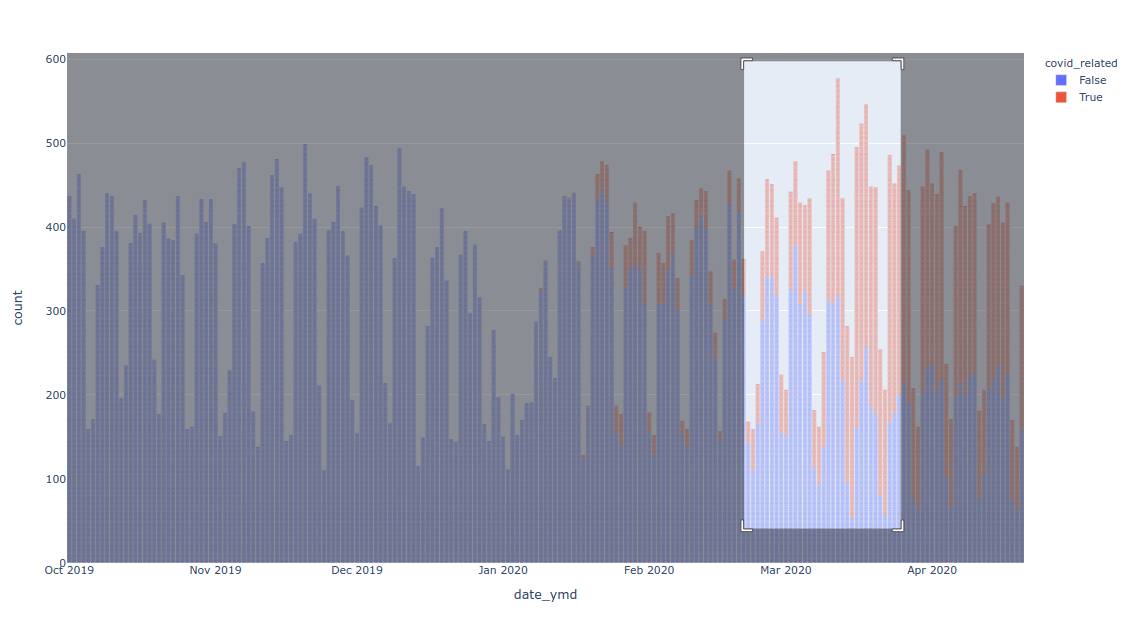 600
500
400
300
200
100
0
count
Oct 2019
Nov 2019
Dec 2019
Jan 2020
Feb 2020
Mar 2020
Apr 2020
date_ymd
covid_related
False
True